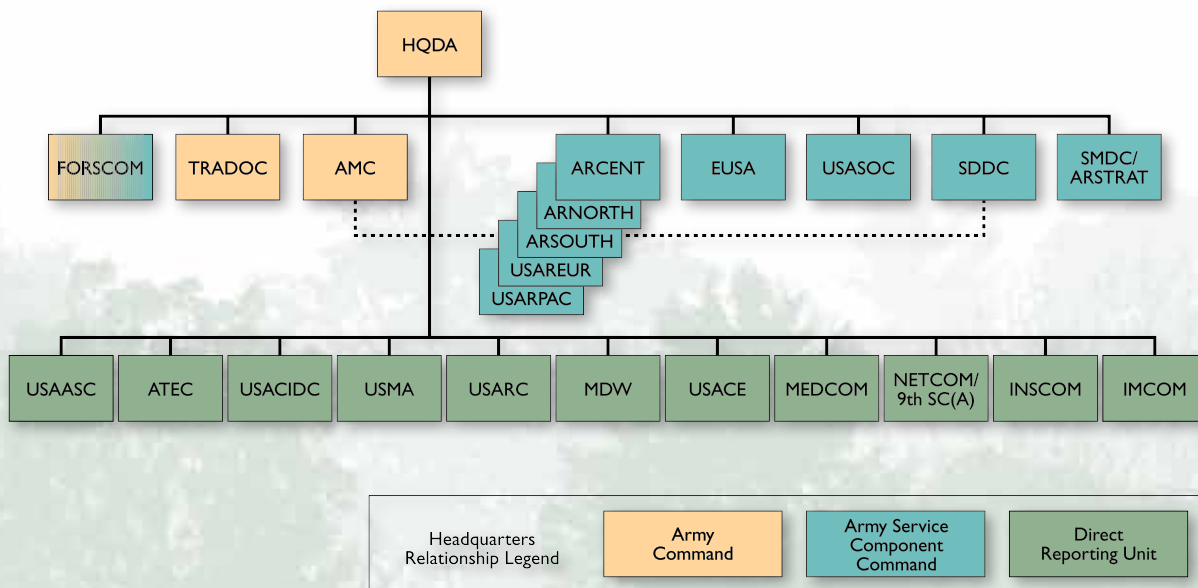 HQDA
FORSCOM
TRADOC
AMC
ARCENT
EUSA
USASOC
SDDC
SMDC/
ARSTRAT
ARNORTH
ARSOUTH
USAREUR
USARPAC
USAASC
ATEC
USACIDC
USMA
USARC
MDW
USACE
MEDCOM
NETCOM/
9th SC(A)
INSCOM
IMCOM
Headquarters
Relationship Legend
Army
Command
Army Service
Component
Command
Direct
Reporting Unit